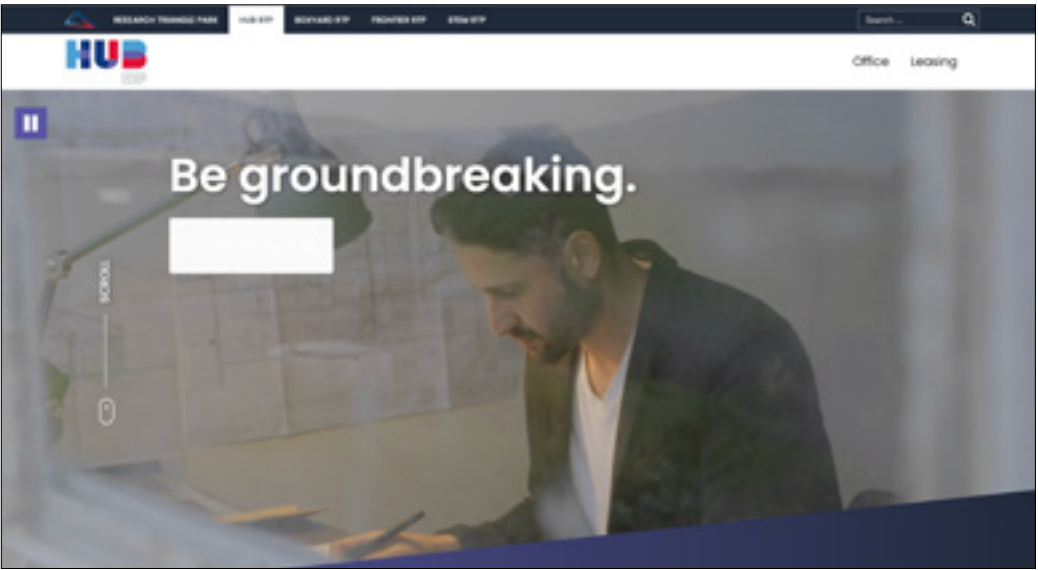 RESEARCH TRIANGLE PARK HUB RTP BOXYARD RTP FRONTIER RTP STEM RTP Search ...
HUB
RTP
Office Leasing
Be groundbreaking.
SCROLL